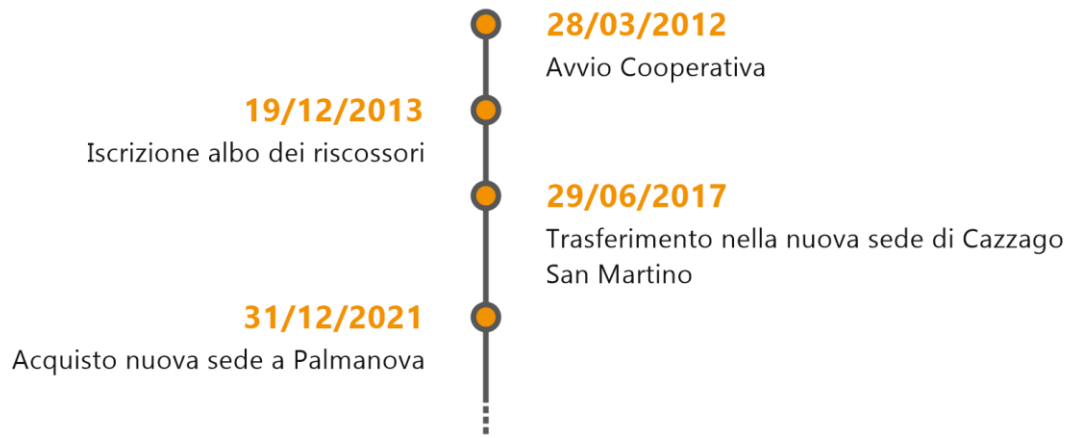 28/03/2012
Avvio Cooperativa
19/12/2013
Iscrizione albo dei riscossori
29/06/2017
Trasferimento nella nuova sede di Cazzago
San Martino
31/12/2021
Acquisto nuova sede a Palmanova